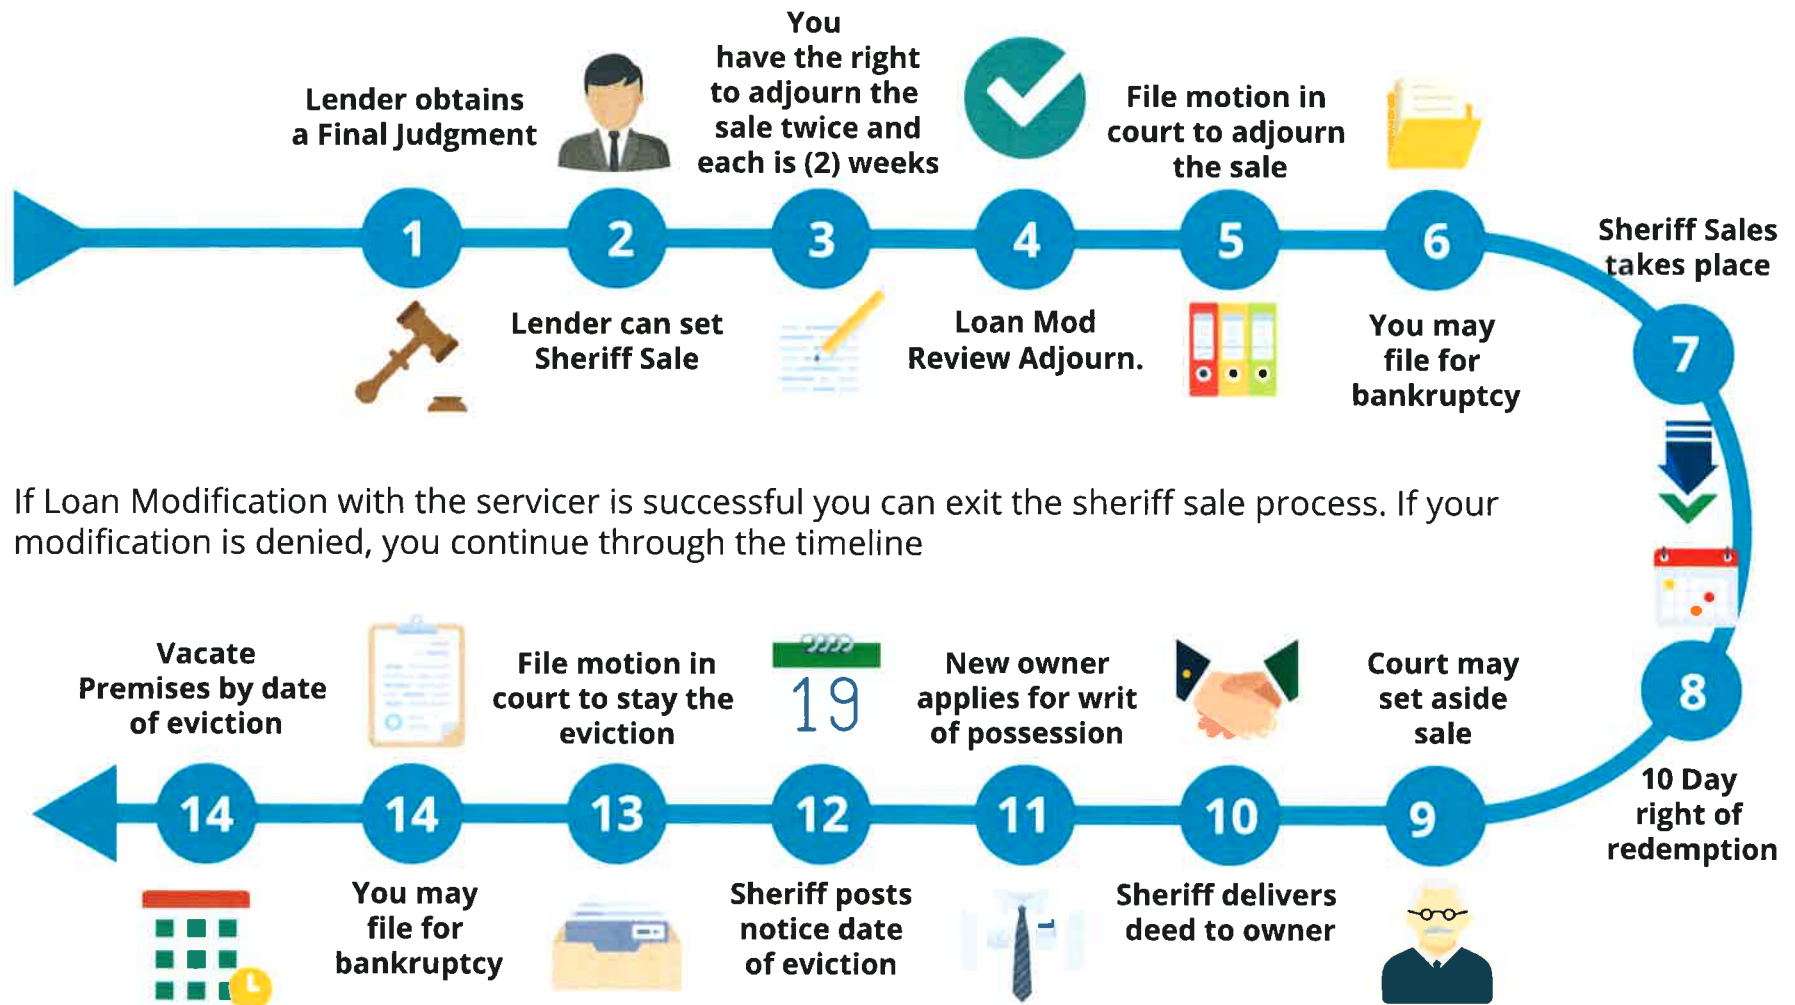 Lender obtains
a Final Judgment
1
2
Lender can set
Sheriff Sale
You
have the right
to adjourn the
sale twice and
each is (2) weeks
3
4
Loan Mod
Review Adjourn.
File motion in
court to adjourn
the sale
5
6
You may
file for
bankruptcy
Sheriff Sales
takes place
7
If Loan Modification with the servicer is successful you can exit the sheriff sale process. If your
modification is denied, you continue through the timeline
8
10 Day
right of
redemption
Court may
set aside
sale
9
10
Sheriff delivers
deed to owner
New owner
applies for writ
of possession
11
19
12
Sheriff posts
notice date
of eviction
File motion in
court to stay the
eviction
13
14
You may
file for
bankruptcy
Vacate
Premises by date
of eviction
14